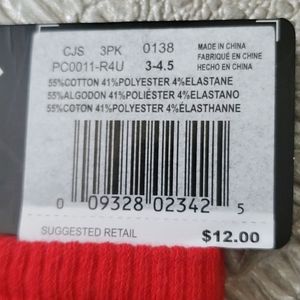 CJS 3PK 0138
PC0011-R4U 3-4.5
MADE IN CHINA
FABRIQUÉ EN CHINE
HECHO EN CHINA
55%COTTON 41%POLYESTER 4%ELASTANE
55%ALGODON 41%POLIÉSTER 4%ELASTANO
55%COTON 41%POLYESTER 4%ÉLASTHANNE
0 09328 02342 5
SUGGESTED RETAIL $12.00